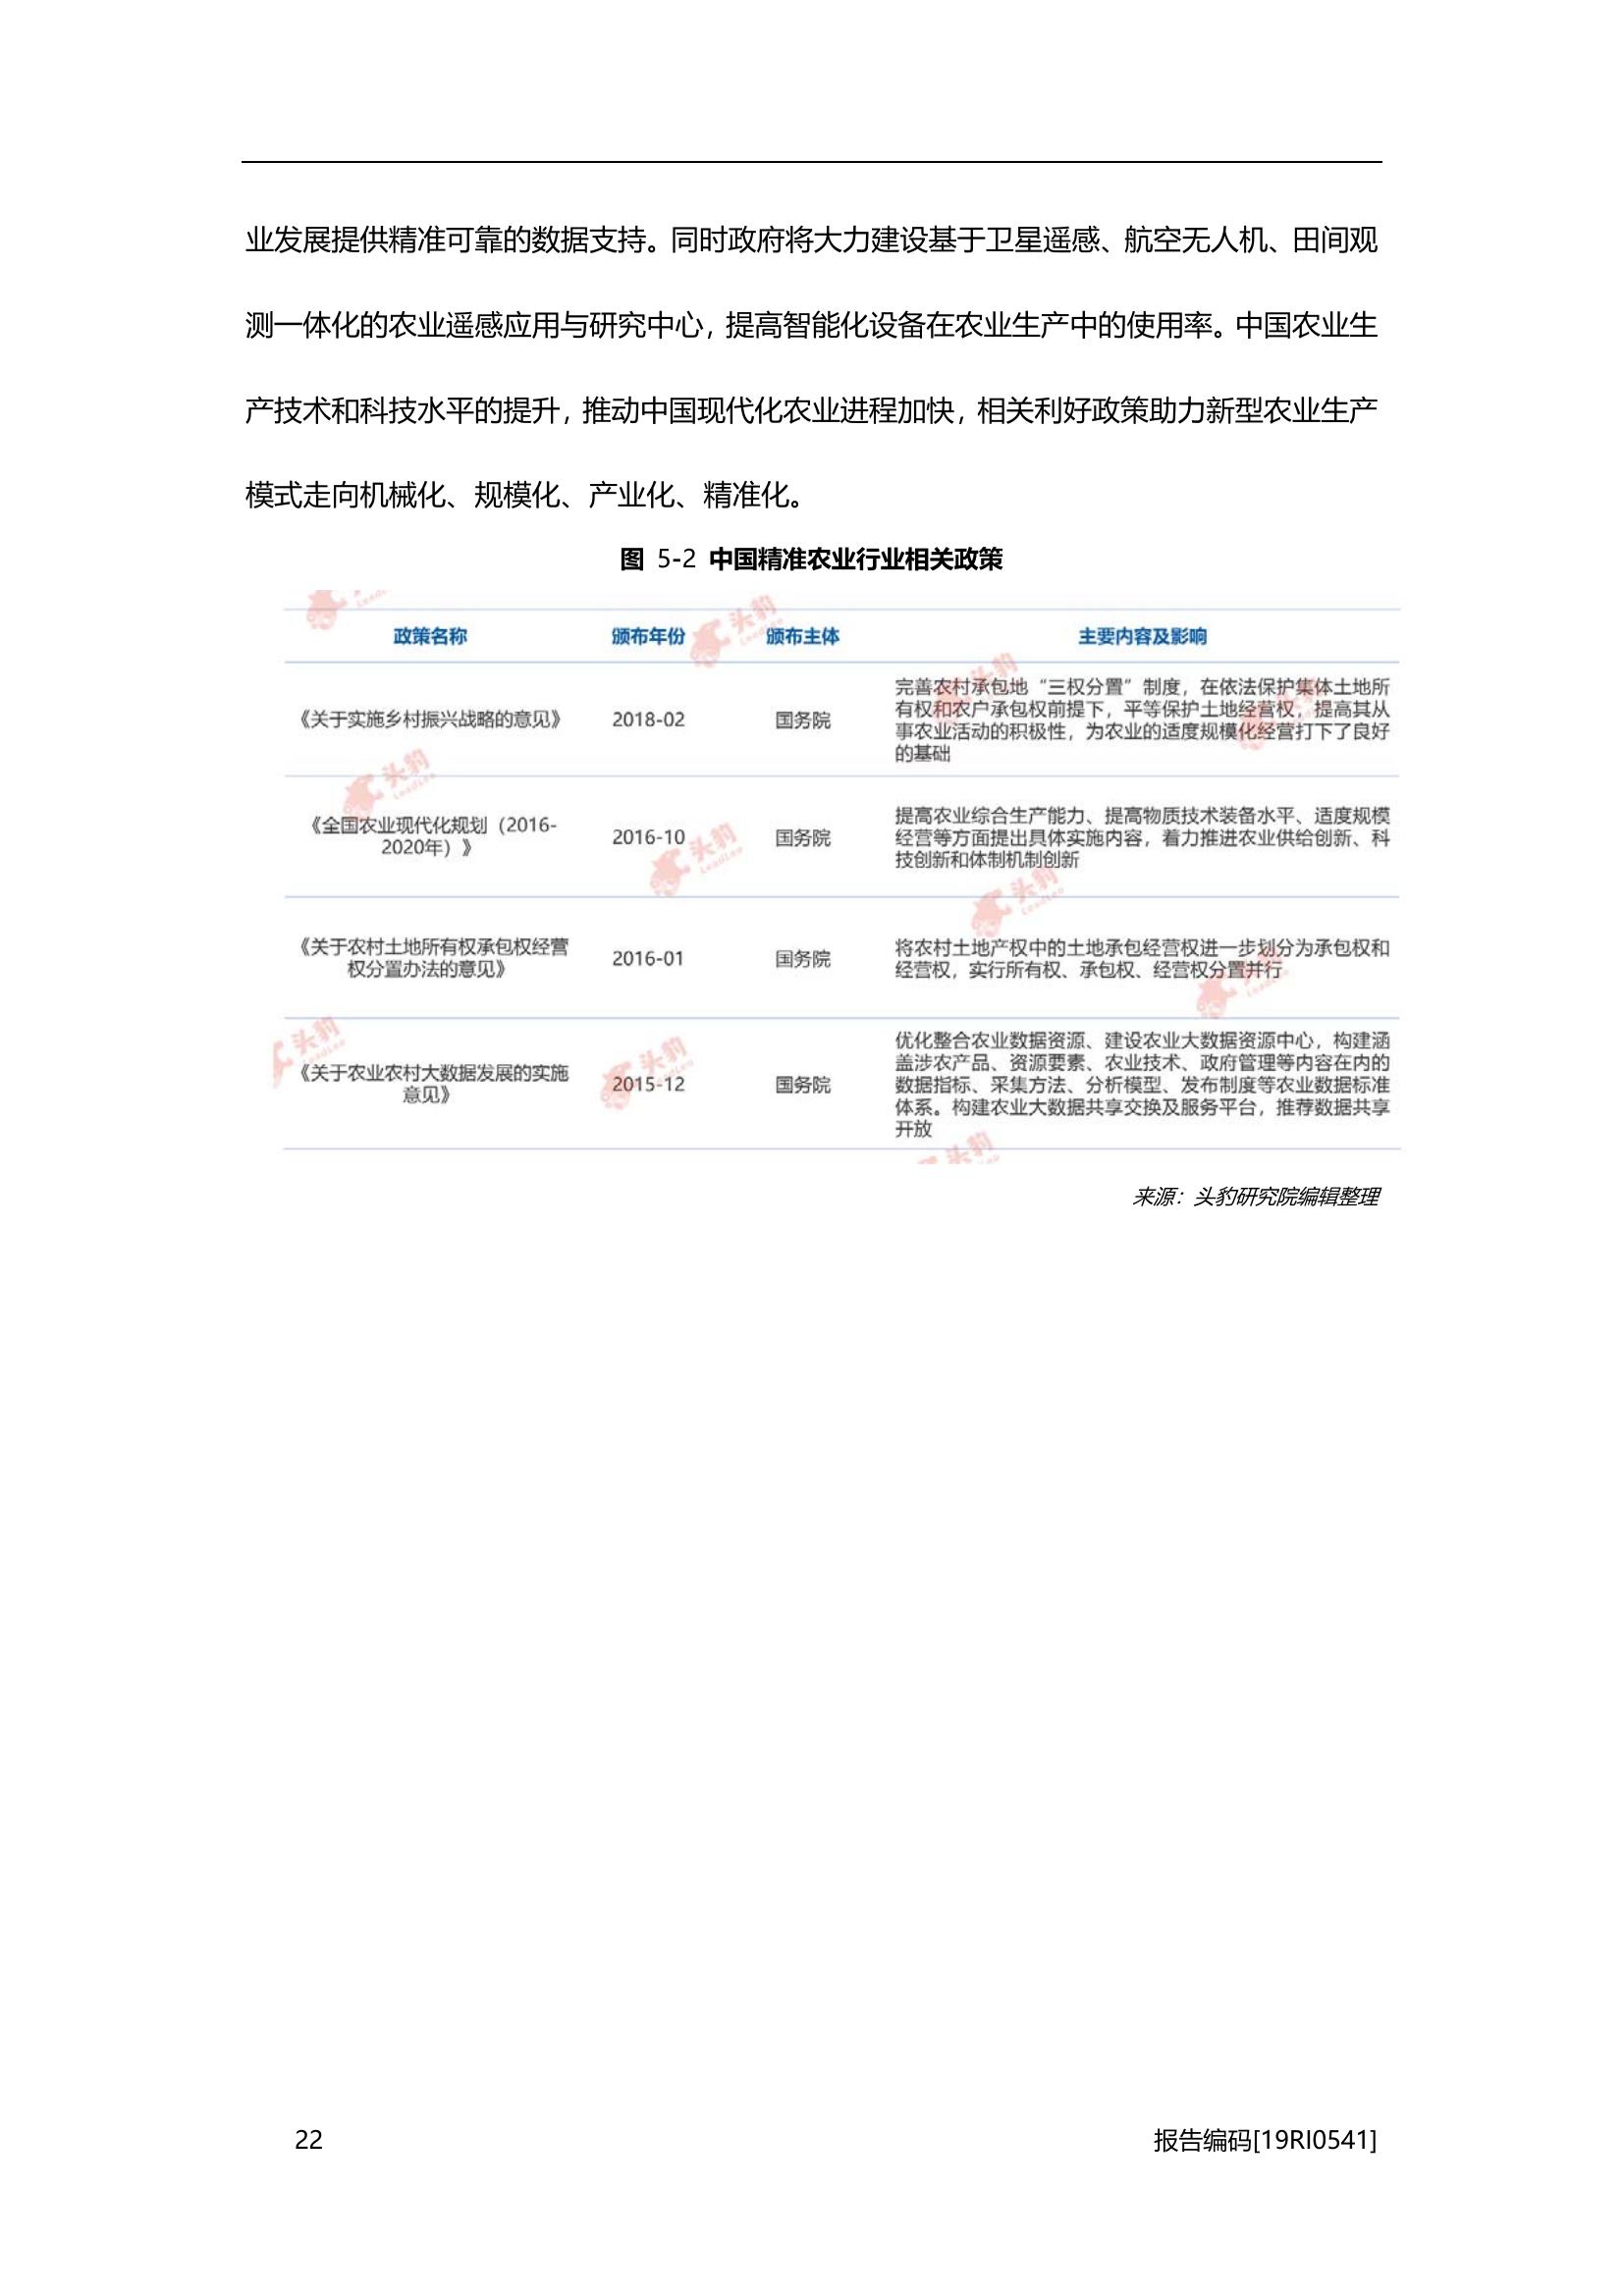 业发展提供精准可靠的数据支持。同时政府将大力建设基于卫星遥感、航空无人机、田间观
测一体化的农业遥感应用与研究中心，提高智能化设备在农业生产中的使用率。中国农业生
产技术和科技水平的提升，推动中国现代化农业进程加快，相关利好政策助力新型农业生产
模式走向机械化、规模化、产业化、精准化。
图 5-2 中国精准农业行业相关政策
政策名称 颁布年份 颁布主体 主要内容及影响
《关于实施乡村振兴战略的意见》 2018-02 国务院
完善农村承包地“三权分置”制度，在依法保护集体土地所
有权和农户承包权前提下，平等保护土地经营权，提高其从
事农业活动的积极性，为农业的适度规模化经营打下了良好
的基础
《全国农业现代化规划（2016-
2020年）》
2016-10 国务院
提高农业综合生产能力、提高物质技术装备水平、适度规模
经营等方面提出具体实施内容，着力推进农业供给创新、科
技创新和体制机制创新
《关于农村土地所有权承包权经营
权分置办法的意见》
2016-01 国务院
将农村土地产权中的土地承包经营权进一步划分为承包权和
经营权，实行所有权、承包权、经营权分置并行
《关于农业农村大数据发展的实施
意见》
2015-12 国务院
优化整合农业数据资源、建设农业大数据资源中心，构建涵
盖涉农产品、资源要素、农业技术、政府管理等内容在内的
数据指标、采集方法、分析模型、发布制度等农业数据标准
体系。构建农业大数据共享交换及服务平台，推荐数据共享
开放
头豹
LeadLeo
来源：头豹研究院编辑整理
22 报告编码[19RI0541]